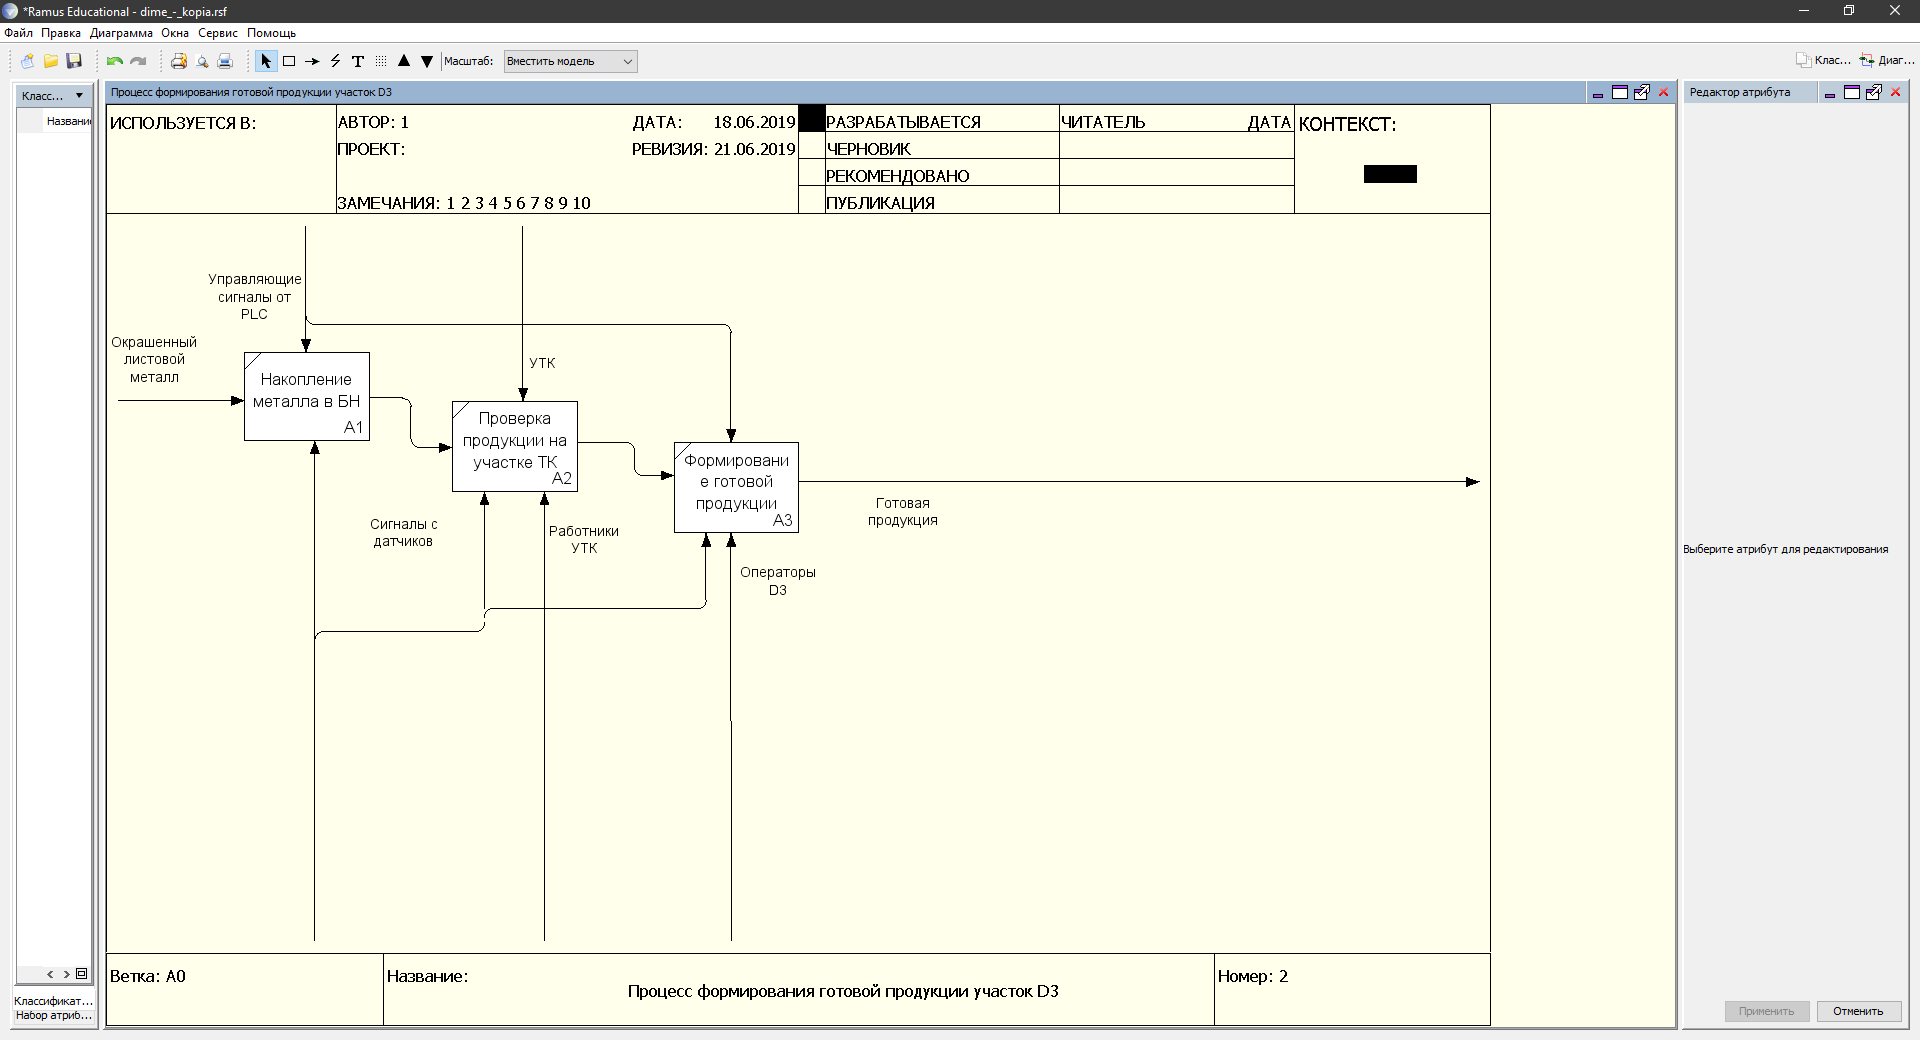 *Ramus Educational - dime_-_kopia.rsf
Файл Правка Диаграмма Окна Сервис Помощь
Масштаб: Вместить модель
Клас... Диаг...
Класс...
Названи
Процесс формирования готовой продукции участок D3
Редактор атрибута
ИСПОЛЬЗУЕТСЯ В:
АВТОР: 1
ДАТА: 18.06.2019
ПРОЕКТ:
РЕВИЗИЯ: 21.06.2019
ЗАМЕЧАНИЯ: 1 2 3 4 5 6 7 8 9 10
РАЗРАБАТЫВАЕТСЯ
ЧЕРНОВИК
РЕКОМЕНДОВАНО
ПУБЛИКАЦИЯ
ЧИТАТЕЛЬ ДАТА
КОНТЕКСТ:
Управляющие
сигналы от
PLC
Окрашенный
листовой
металл
Накопление
металла в БН
A1
УТК
Проверка
продукции на
участке ТК
A2
Формировани
е готовой
продукции
A3
Готовая
продукция
Сигналы с
датчиков
Работники
УТК
Операторы
D3
Выберите атрибут для редактирования
Ветка: A0
Название:
Процесс формирования готовой продукции участок D3
Номер: 2
Классификат...
Набор атриб...
Применить
Отменить